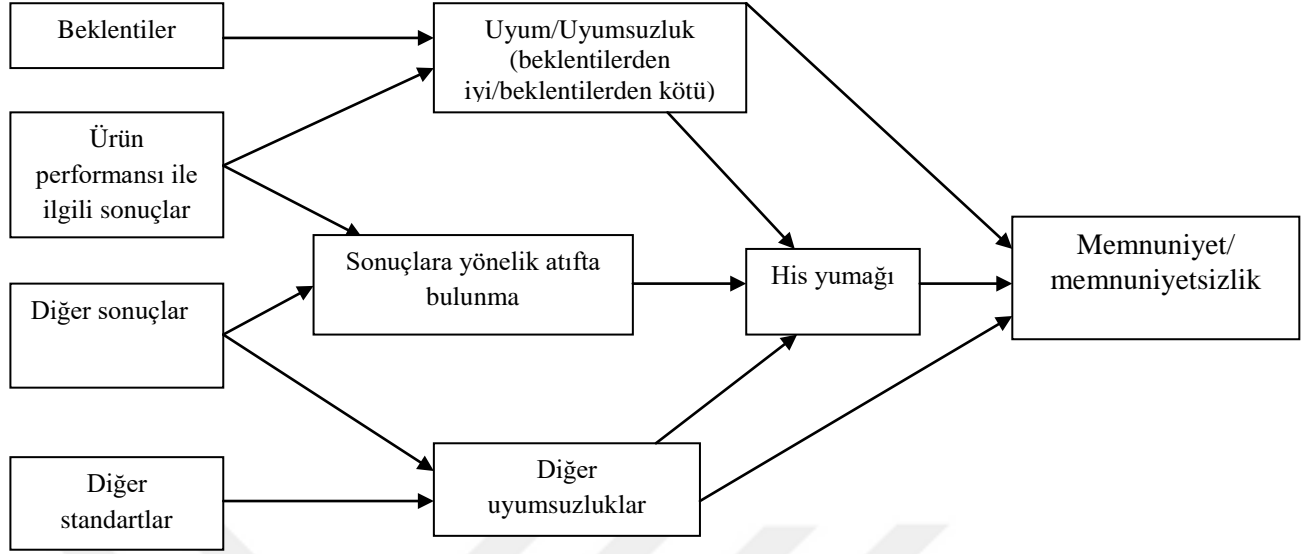 Beklentiler
Uyum/Uyumsuzluk
(beklentilerden
iyi/beklentilerden kötü)
Ürün
performansı ile
ilgili sonuçlar
Sonuçlara yönelik atıfta
bulunma
His yumağı
Memnuniyet/
memnuniyetsizlik
Diğer sonuçlar
Diğer
standartlar
Diğer
uyumsuzluklar